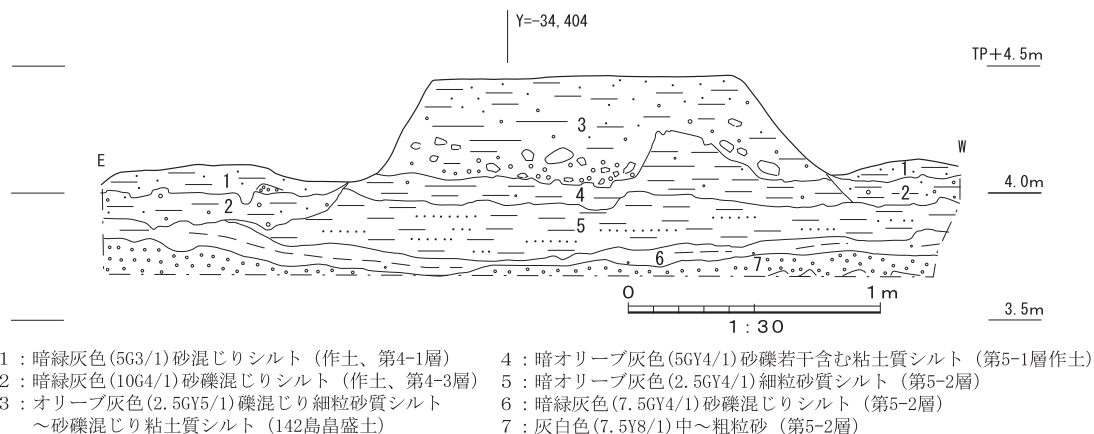 Y=-34,404
TP+4.5m
E
W
3
1
1
2
2
4.0m
4
5
6
7
0
1m
3.5m
1:30
1：暗緑灰色(5G3/1)砂混じりシルト（作土、第4-1層）
2：暗緑灰色(10G4/1)砂礫混じりシルト（作土、第4-3層）
3：オリーブ灰色(2.5GY5/1)礫混じり細粒砂質シルト
～砂礫混じり粘土質シルト（142島畠盛土）
4：暗オリーブ灰色(5GY4/1)砂礫若干含む粘土質シルト（第5-1層作土）
5：暗オリーブ灰色(2.5GY4/1)細粒砂質シルト（第5-2層）
6：暗緑灰色(7.5GY4/1)砂礫混じりシルト（第5-2層）
7：灰白色(7.5Y8/1)中～粗粒砂（第5-2層）